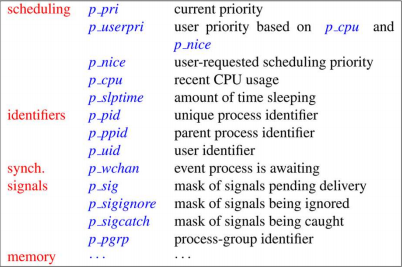 scheduling p_pri current priority
p_userpri user priority based on p_cpu and
p_nice
p_nice user-requested scheduling priority
p_cpu recent CPU usage
p_slptime amount of time sleeping
identifiers p_pid unique process identifier
p_ppid parent process identifier
p_uid user identifier
synch. p_wchan event process is awaiting
signals p_sig mask of signals pending delivery
p_sigignore mask of signals being ignored
p_sigcatch mask of signals being caught
p_pgrp process-group identifier
memory ··· ···